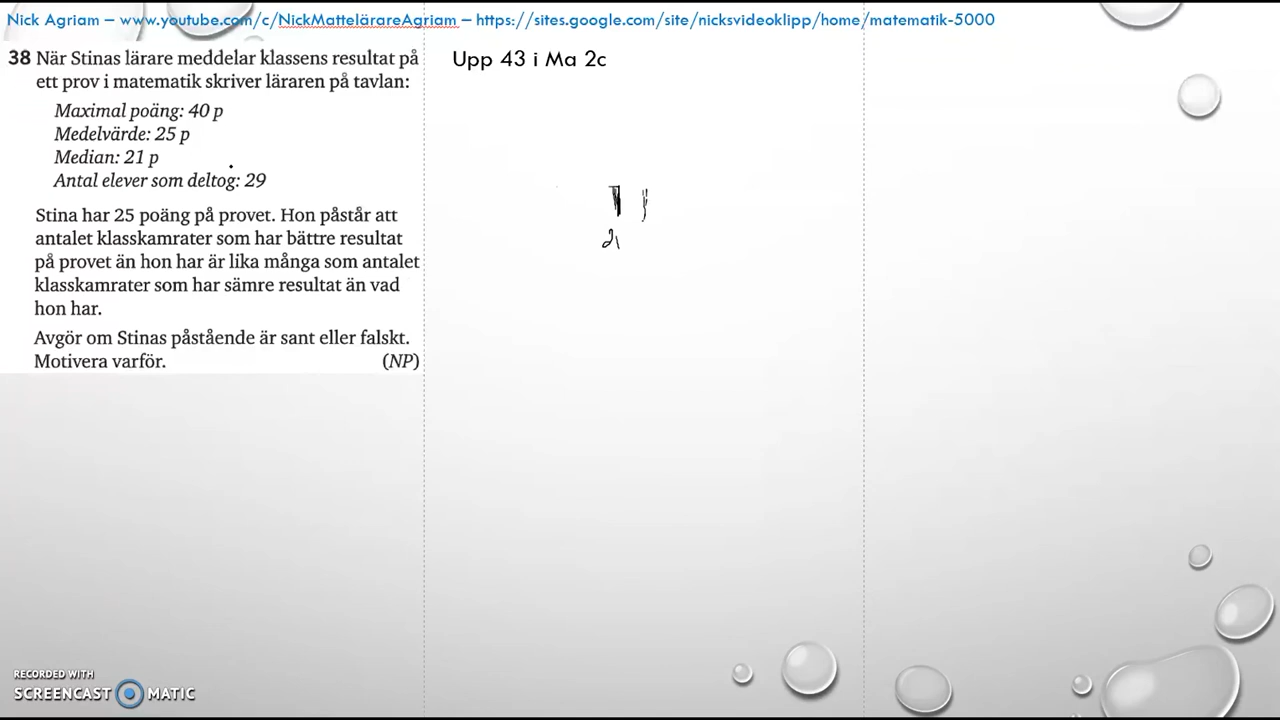 Nick Agriam – www.youtube.com/c/NickMattelärareAgriam – https://sites.google.com/site/nicksvideoklipp/home/matematik-5000
38 När Stinas lärare meddelar klassens resultat på
ett prov i matematik skriver läraren på tavlan:
Maximal poäng: 40 p
Medelvärde: 25 p
Median: 21 p
Antal elever som deltog: 29
Stina har 25 poäng på provet. Hon påstår att
antalet klasskamrater som har bättre resultat
på provet än hon har är lika många som antalet
klasskamrater som har sämre resultat än vad
hon har.
Avgör om Stinas påstående är sant eller falskt.
Motivera varför. (NP)
Upp 43 i Ma 2c
21
RECORDED WITH
SCREENCAST MATIC